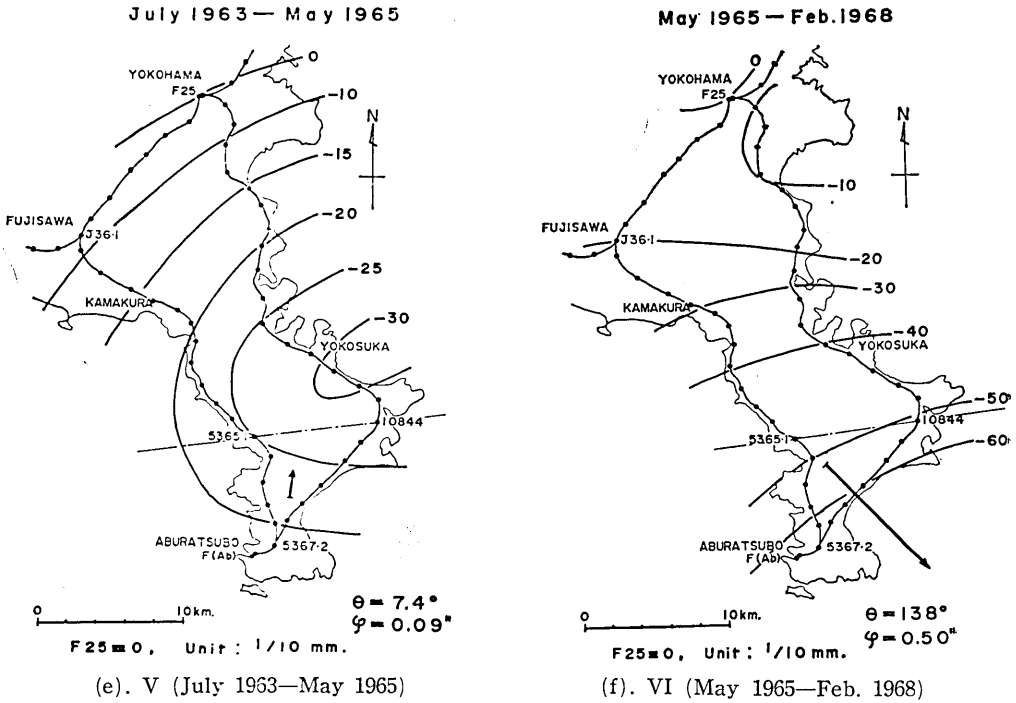 July 1963 — May 1965
0
YOKOHAMA
F25
-10
N
-15
-20
FUJISAWA
J36·1
-25
KAMAKURA
-30
YOKOSUKA
10844
5365·1
ABURATSUBO
F(Ab)
5367·2
0
10km.
θ = 7.4°
φ = 0.09"
F25=0, Unit: 1/10 mm.
(e). V (July 1963—May 1965)
May 1965 — Feb. 1968
0
YOKOHAMA
F25
N
-10
FUJISAWA
J36·1
-20
-30
KAMAKURA
-40
YOKOSUKA
-50
10844
5365·1
-60
ABURATSUBO
F(Ab)
5367·2
0
10km.
θ = 138°
φ = 0.50"
F25=0, Unit: 1/10 mm.
(f). VI (May 1965—Feb. 1968)